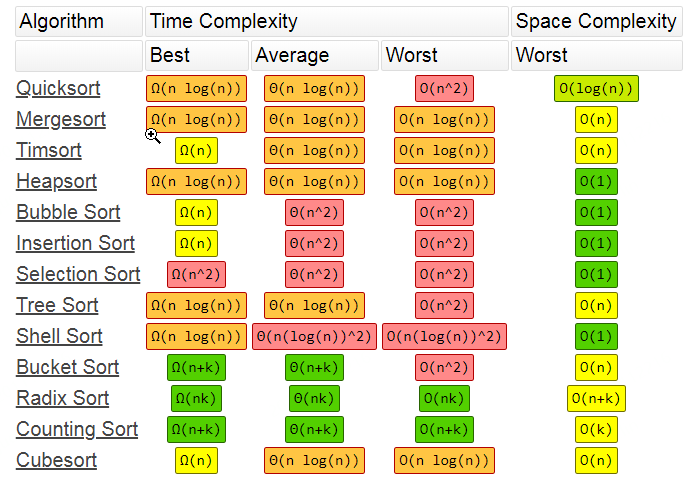 Algorithm Time Complexity Space Complexity
Best Average Worst Worst
Quicksort Ω(n log(n)) Θ(n log(n)) O(n^2) O(log(n))
Mergesort Ω(n log(n)) Θ(n log(n)) O(n log(n)) O(n)
Timsort Ω(n) Θ(n log(n)) O(n log(n)) O(n)
Heapsort Ω(n log(n)) Θ(n log(n)) O(n log(n)) O(1)
Bubble Sort Ω(n) Θ(n^2) O(n^2) O(1)
Insertion Sort Ω(n) Θ(n^2) O(n^2) O(1)
Selection Sort Ω(n^2) Θ(n^2) O(n^2) O(1)
Tree Sort Ω(n log(n)) Θ(n log(n)) O(n^2) O(n)
Shell Sort Ω(n log(n)) Θ(n(log(n))^2) O(n(log(n))^2) O(1)
Bucket Sort Ω(n+k) Θ(n+k) O(n^2) O(n)
Radix Sort Ω(nk) Θ(nk) O(nk) O(n+k)
Counting Sort Ω(n+k) Θ(n+k) O(n+k) O(k)
Cubesort Ω(n) Θ(n log(n)) O(n log(n)) O(n)